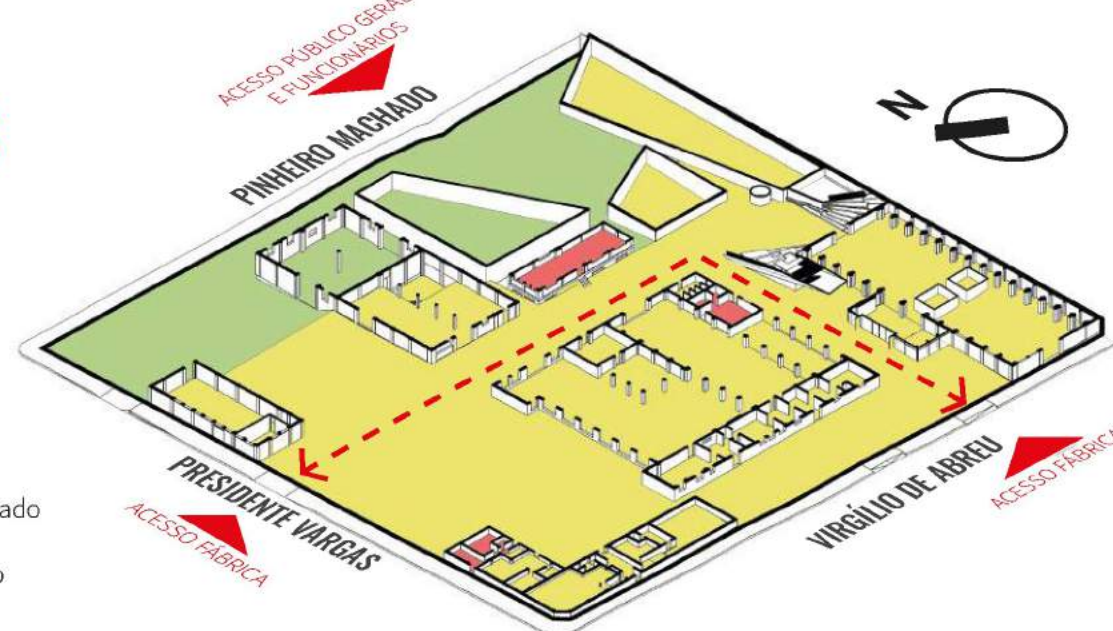 ACESSO PÚBLICO GERAL
E FUNCIONÁRIOS
PINHEIRO MACHADO
N
ado
PRESIDENTE VARGAS
ACESSO FÁBRICA
VIRGÍLIO DE ABREU
ACESSO FÁBRICA
o